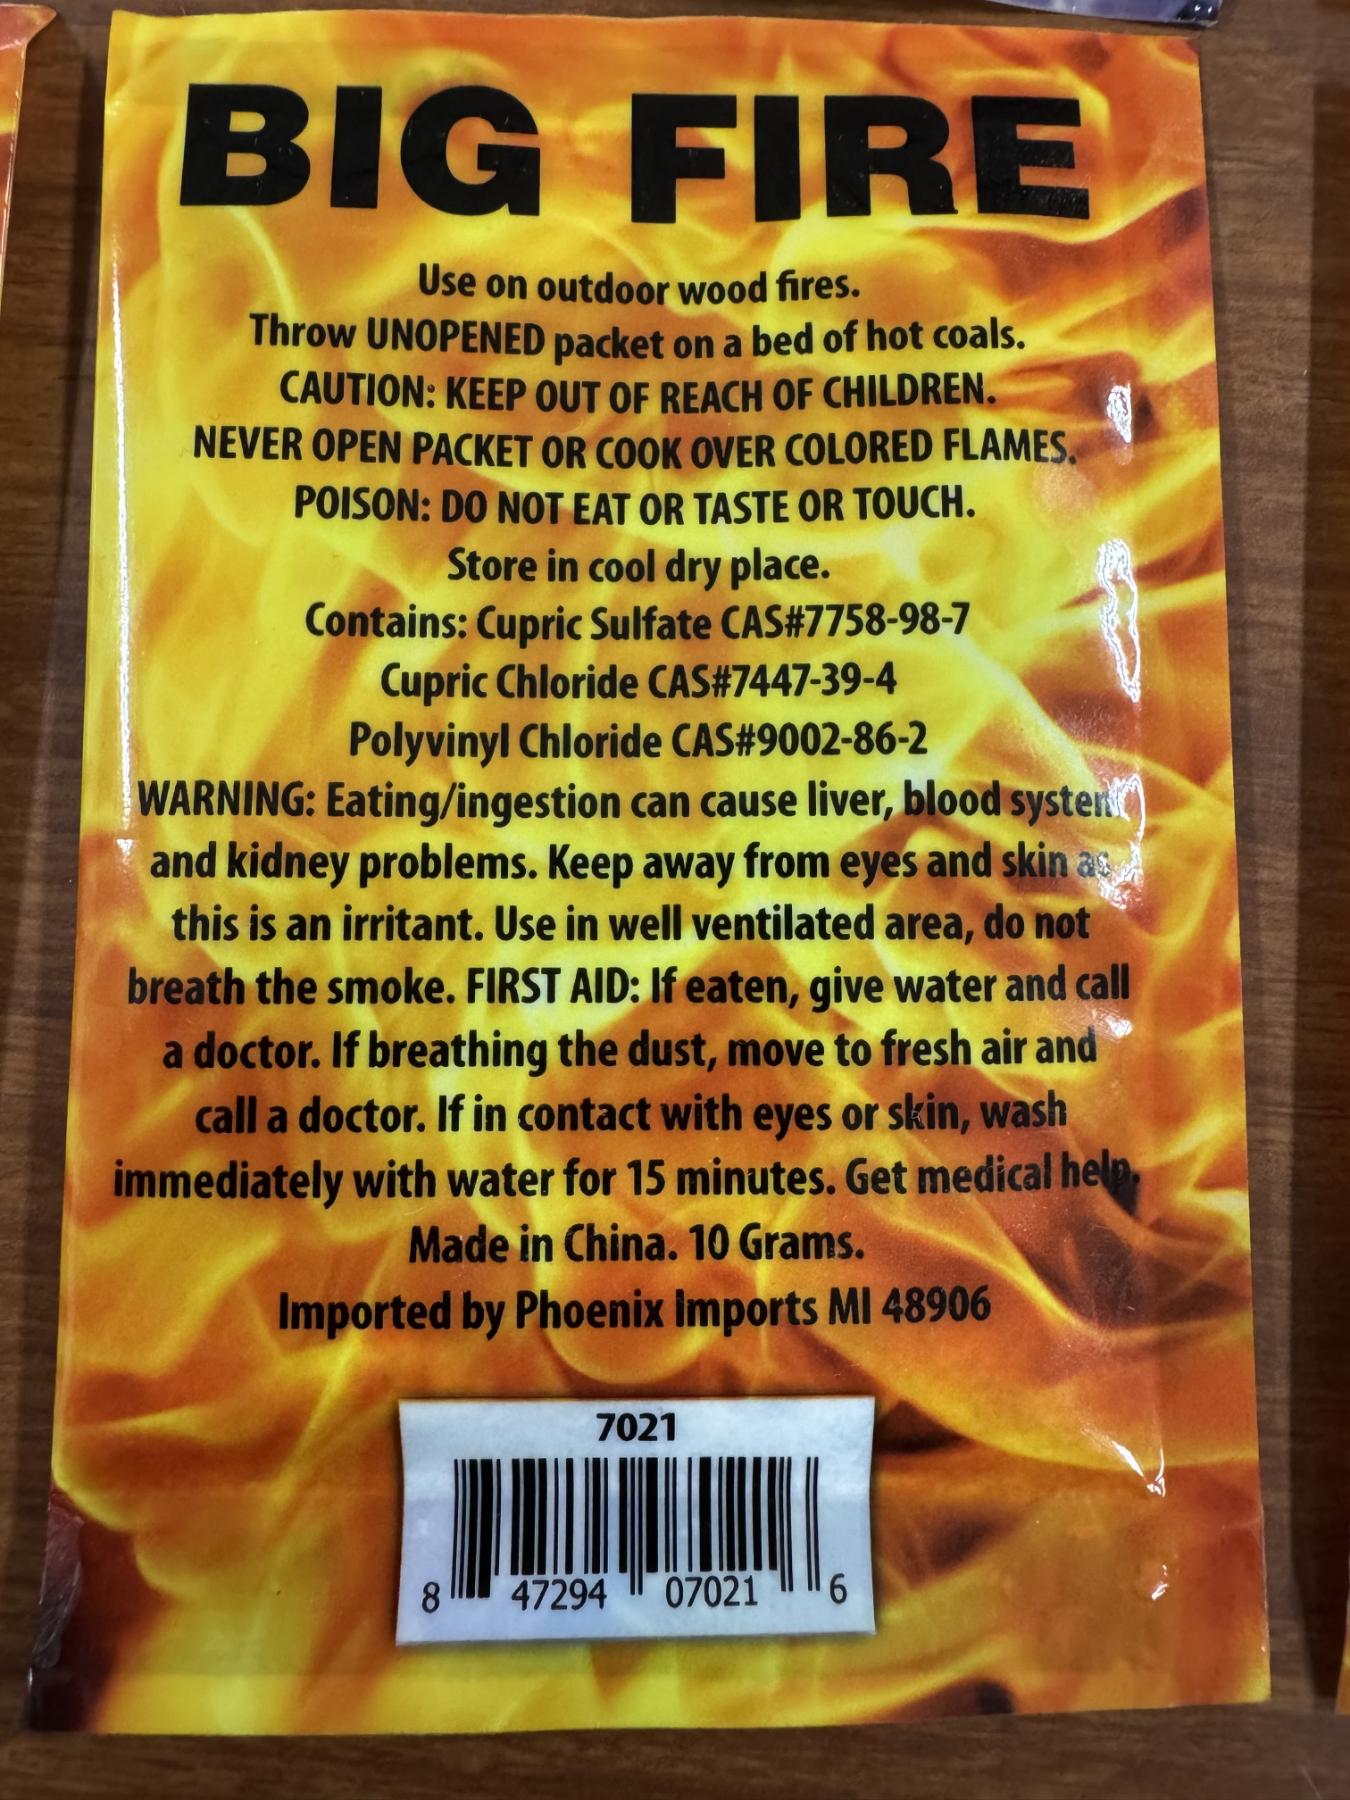 BIG FIRE
Use on outdoor wood fires.
Throw UNOPENED packet on a bed of hot coals.
CAUTION: KEEP OUT OF REACH OF CHILDREN.
NEVER OPEN PACKET OR COOK OVER COLORED FLAMES.
POISON: DO NOT EAT OR TASTE OR TOUCH.
Store in cool dry place.
Contains: Cupric Sulfate CAS#7758-98-7
Cupric Chloride CAS#7447-39-4
Polyvinyl Chloride CAS#9002-86-2
WARNING: Eating/ingestion can cause liver, blood system
and kidney problems. Keep away from eyes and skin as
this is an irritant. Use in well ventilated area, do not
breath the smoke. FIRST AID: If eaten, give water and call
a doctor. If breathing the dust, move to fresh air and
call a doctor. If in contact with eyes or skin, wash
immediately with water for 15 minutes. Get medical help.
Made in China. 10 Grams.
Imported by Phoenix Imports MI 48906
7021
8 47294 07021 6